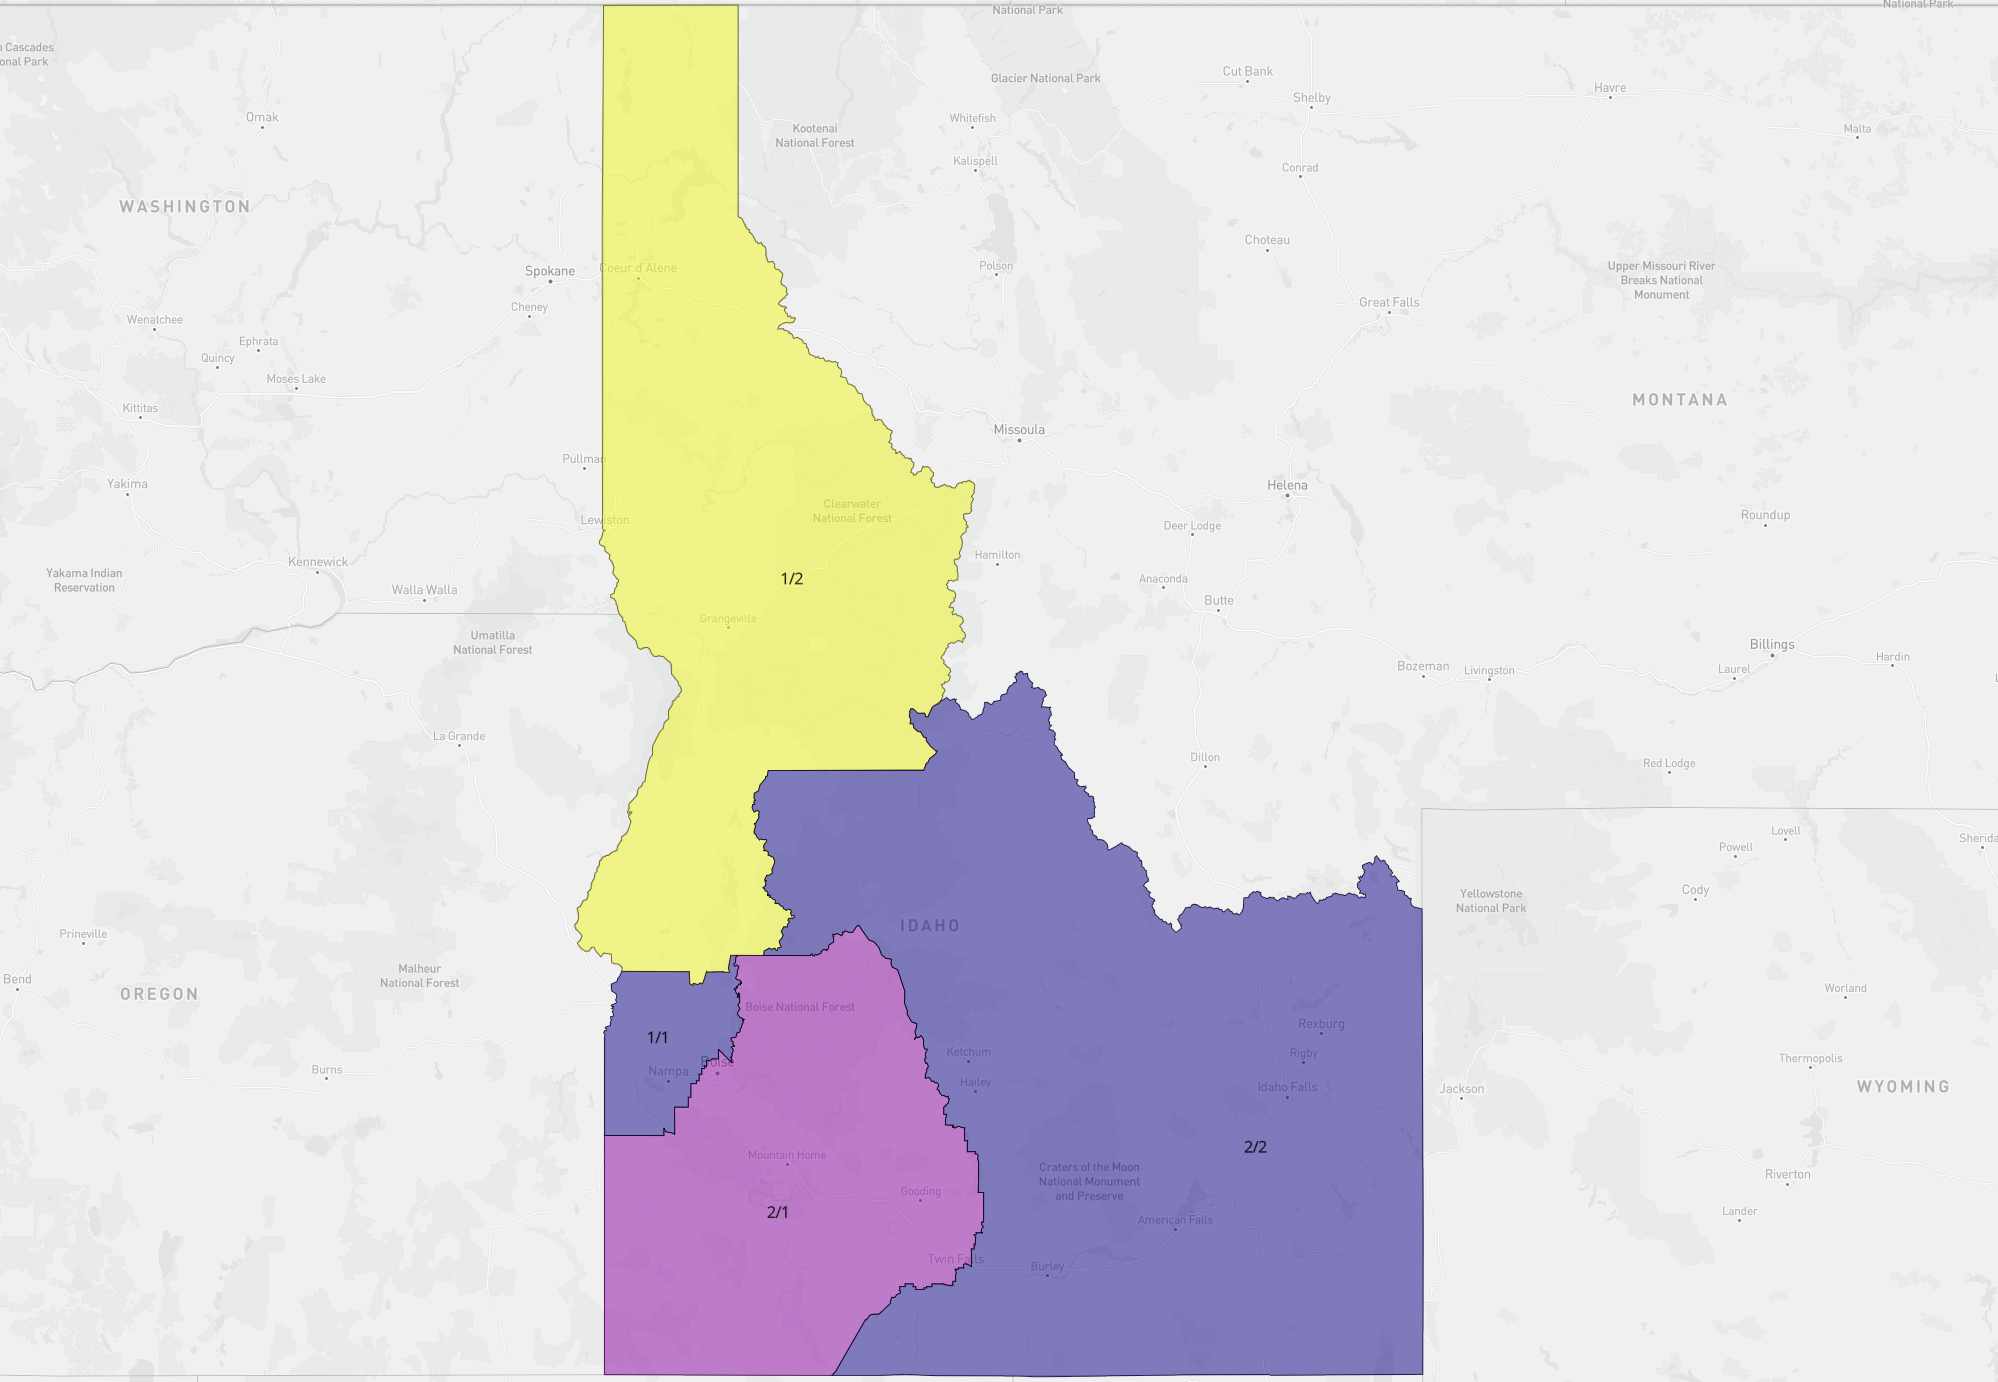 National Park
National Park
n Cascades
onal Park
Glacier National Park
Cut Bank
Shelby
Havre
Malta
Omak
Whitefish
Kootenai
National Forest
Kalispell
Conrad
WASHINGTON
Choteau
Spokane
Coeur d'Alene
Polson
Upper Missouri River
Breaks National
Monument
Cheney
Great Falls
Wenatchee
Ephrata
Quincy
Moses Lake
Kittitas
MONTANA
Missoula
Pullman
Yakima
Helena
Clearwater
National Forest
Lewiston
Deer Lodge
Roundup
Hamilton
Kennewick
Yakama Indian
Reservation
Walla Walla
1/2
Anaconda
Butte
Grangeville
Umatilla
National Forest
Billings
Hardin
Bozeman
Livingston
Laurel
L
La Grande
Dillon
Red Lodge
Lovell
Powell
Sherida
Cody
Yellowstone
National Park
IDAHO
Prineville
Malheur
National Forest
Bend
OREGON
Worland
Boise National Forest
Rexburg
1/1
Ketchum
Rigby
Thermopolis
Boise
Burns
Nampa
Hailey
Idaho Falls
Jackson
WYOMING
2/2
Mountain Home
Craters of the Moon
National Monument
and Preserve
Riverton
Gooding
2/1
American Falls
Lander
Twin Falls
Burley